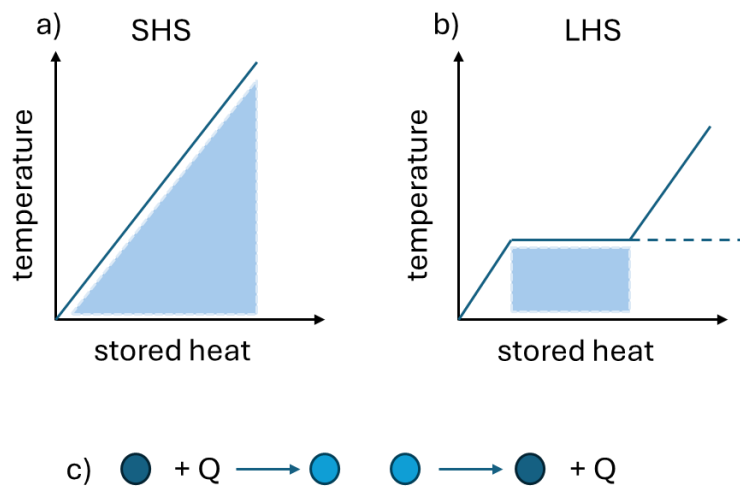 a) SHS
temperature
stored heat
b) LHS
temperature
stored heat
c) + Q + Q